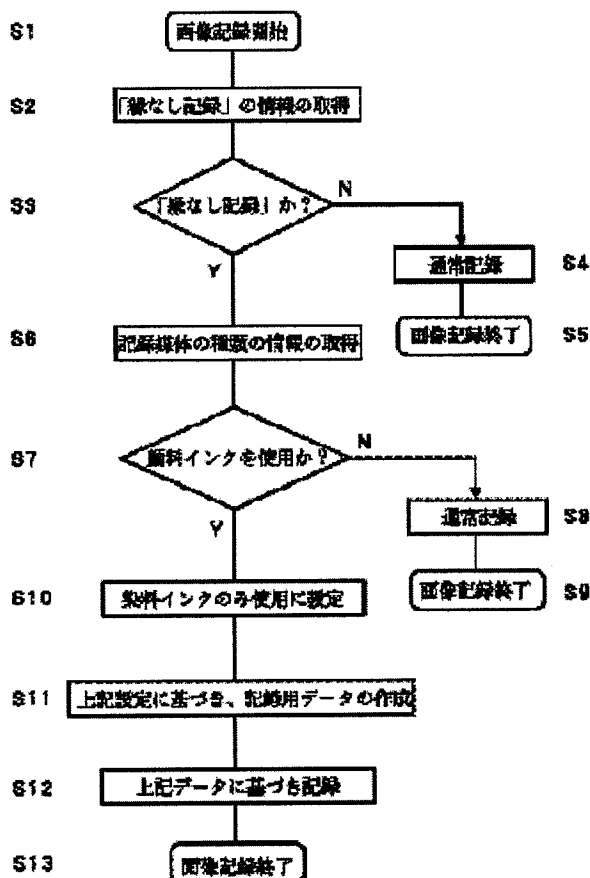 S1 画像記録開始
S2 「縁なし記録」の情報の取得
S3 「縁なし記録」か？
N
通常記録 S4
Y
画像記録終了 S5
S6 記録媒体の種類の情報の取得
S7 顔料インクを使用か？
N
通常記録 S8
Y
画像記録終了 S9
S10 染料インクのみ使用に設定
S11 上記設定に基づき、記録用データの作成
S12 上記データに基づき記録
S13 画像記録終了